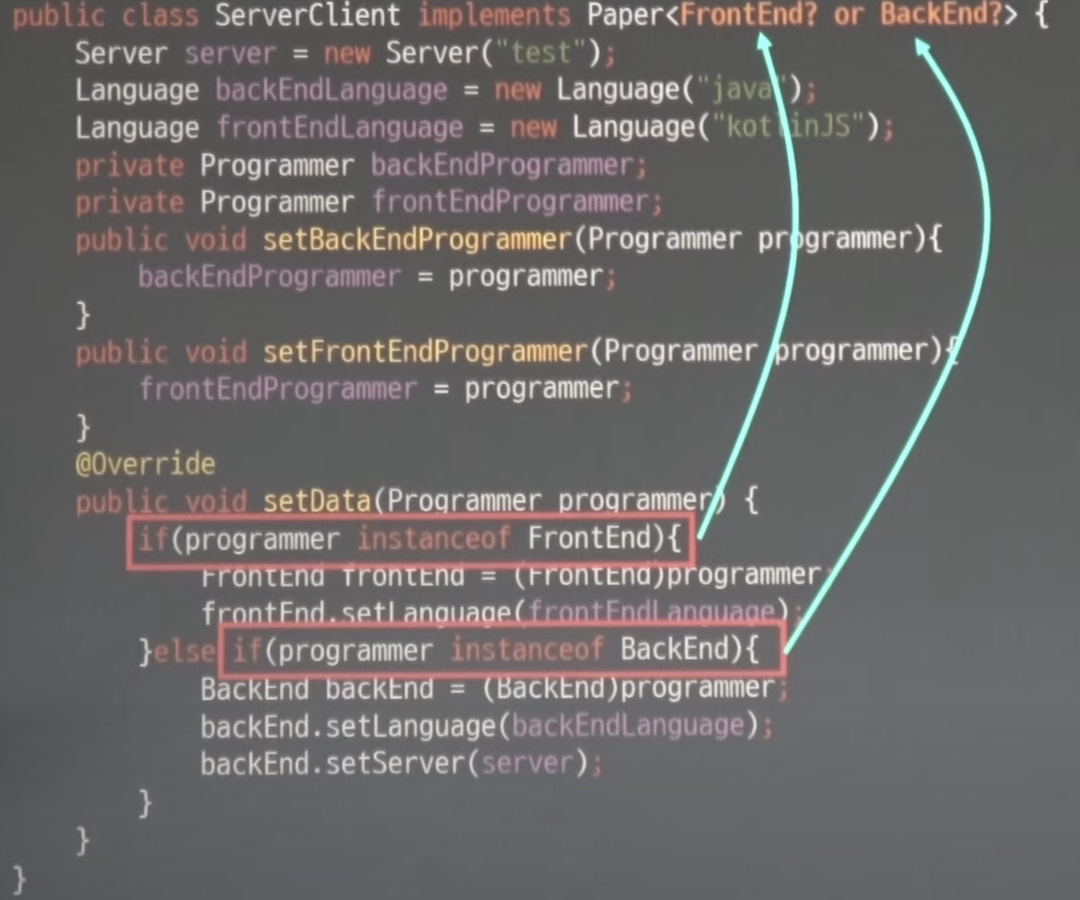 public class ServerClient implements Paper<FrontEnd? or BackEnd?> {
Server server = new Server("test");
Language backEndLanguage = new Language("java");
Language frontEndLanguage = new Language("kotlinJS");
private Programmer backEndProgrammer;
private Programmer frontEndProgrammer;
public void setBackEndProgrammer(Programmer programmer){
backEndProgrammer = programmer;
}
public void setFrontEndProgrammer(Programmer programmer){
frontEndProgrammer = programmer;
}
@Override
public void setData(Programmer programmer) {
if(programmer instanceof FrontEnd){
FrontEnd frontEnd = (FrontEnd)programmer;
frontEnd.setLanguage(frontEndLanguage);
}else if(programmer instanceof BackEnd){
BackEnd backEnd = (BackEnd)programmer;
backEnd.setLanguage(backEndLanguage);
backEnd.setServer(server);
}
}
}